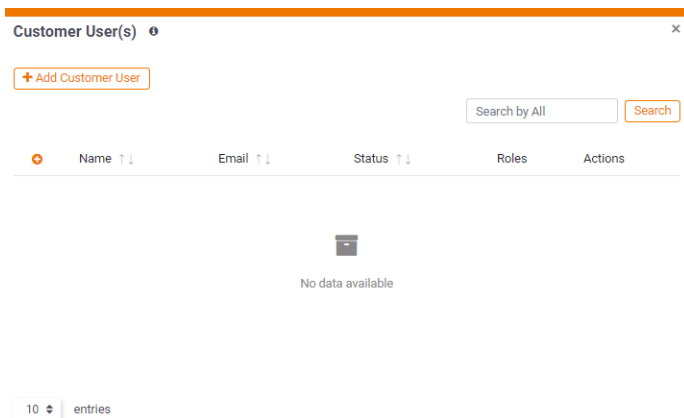 Customer User(s)
+ Add Customer User
Search by All
Search
Name
Email
Status
Roles
Actions
No data available
10 entries